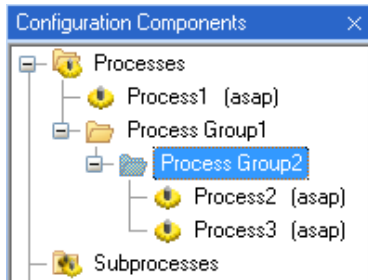 Configuration Components
Processes
Process1 (asap)
Process Group1
Process Group2
Process2 (asap)
Process3 (asap)
Subprocesses